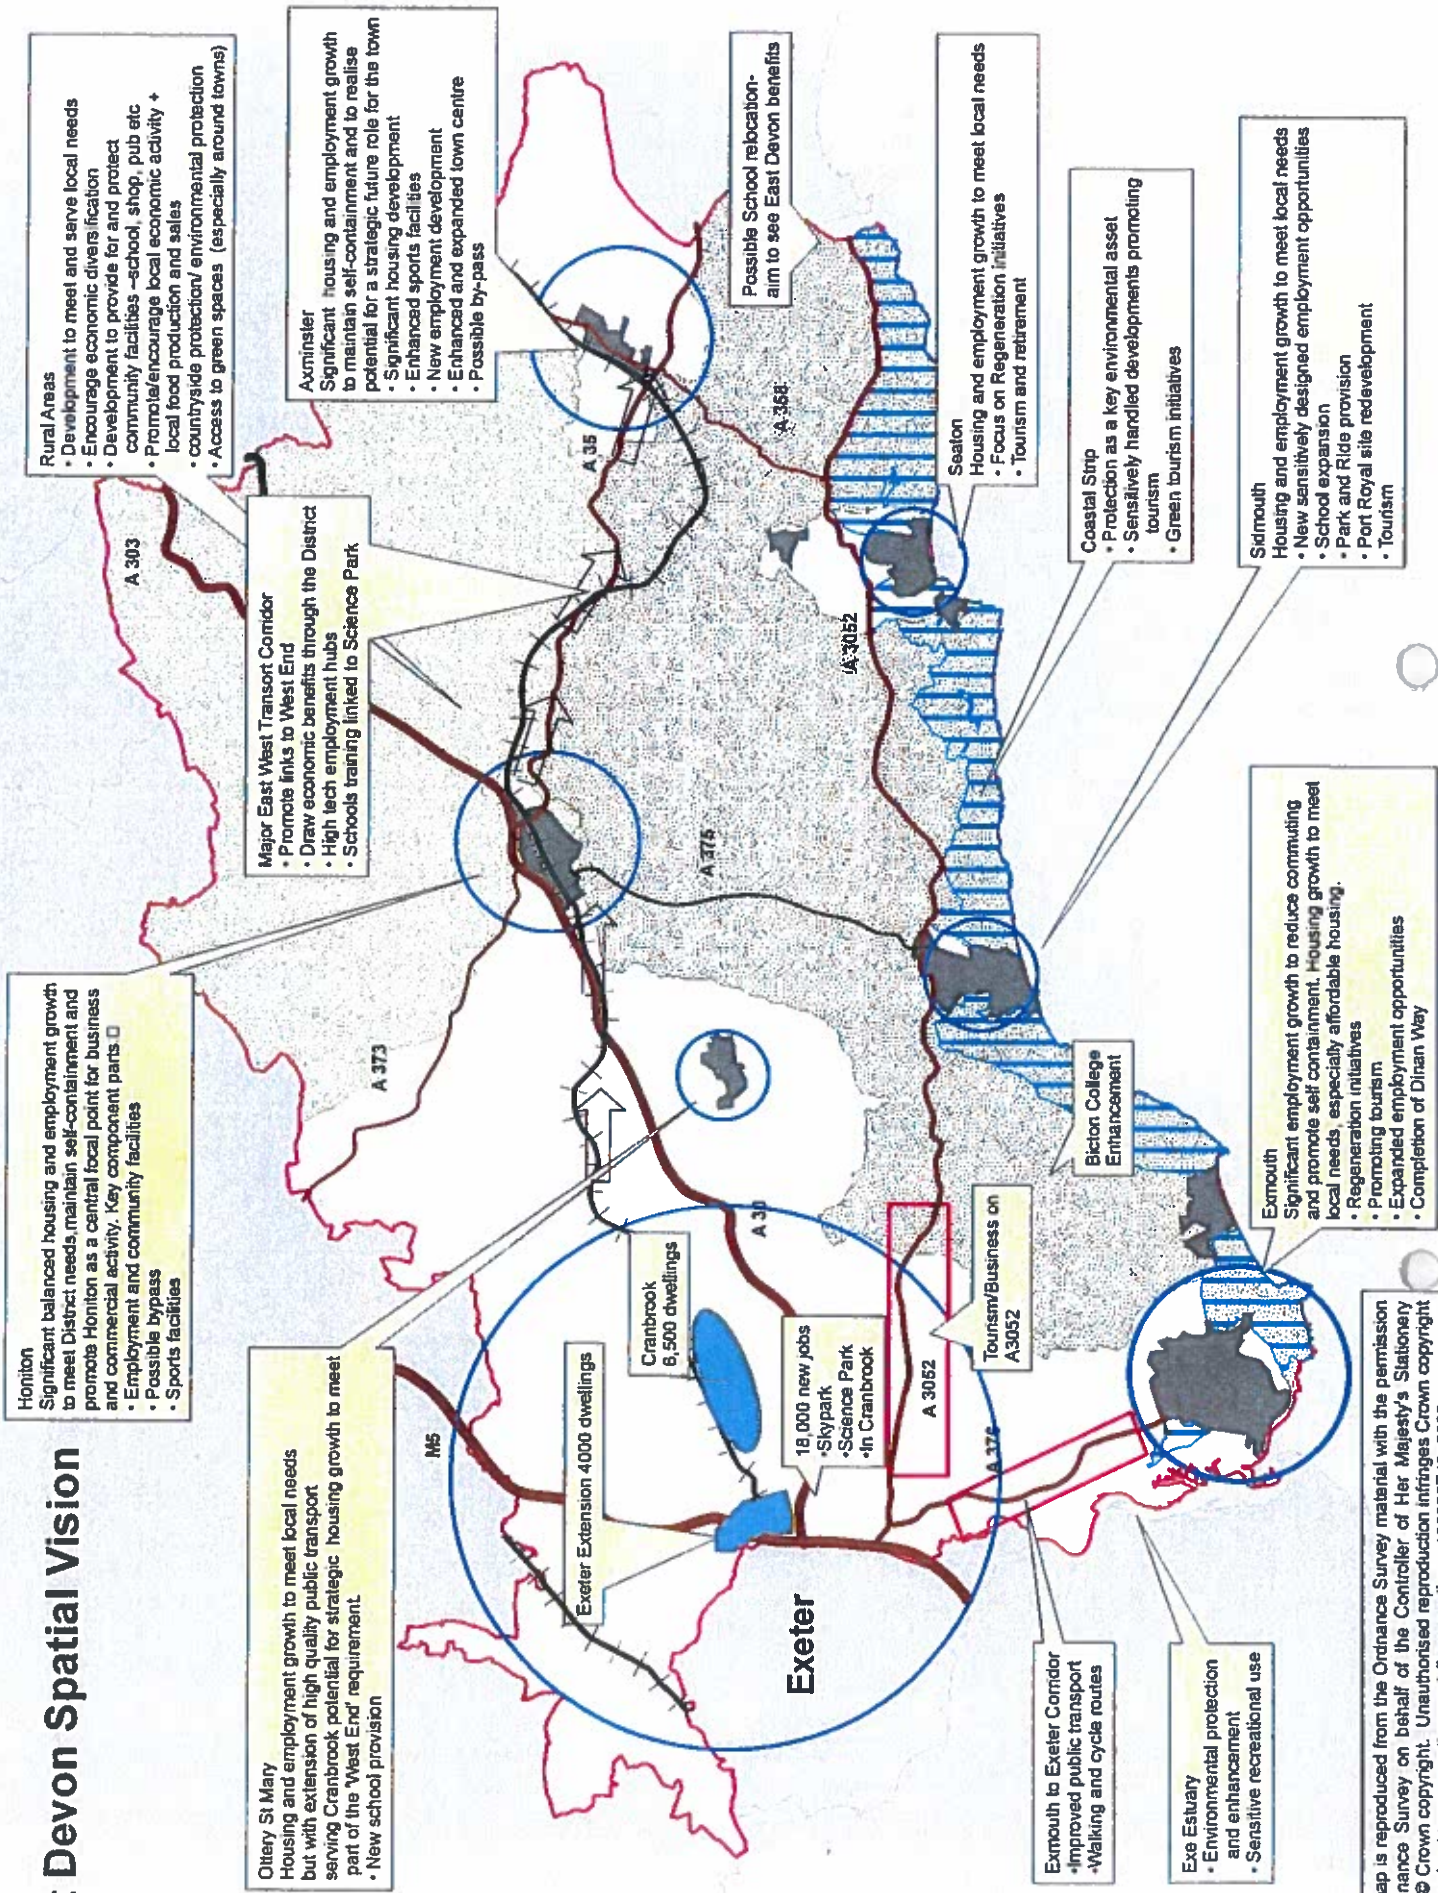 Devon Spatial Vision
Honiton
Significant balanced housing and employment growth
to meet District needs, maintain self-containment and
promote Honiton as a central focal point for business
and commercial activity. Key component parts □
• Employment and community facilities
• Possible bypass
• Sports facilities
Rural Areas
• Development to meet and serve local needs
• Encourage economic diversification
• Development to provide for and protect
community facilities –school, shop, pub etc
• Promote/encourage local economic activity +
local food production and sales
• countryside protection/ environmental protection
• Access to green spaces (especially around towns)
Ottery St Mary
Housing and employment growth to meet local needs
but with extension of high quality public transport
serving Cranbrook potential for strategic housing growth to meet
part of the 'West End' requirement.
• New school provision
Major East West Transort Corridor
• Promote links to West End
• Draw economic benefits through the District
• High tech employment hubs
• Schools training linked to Science Park
Axminster
Significant housing and employment growth
to maintain self-containment and to realise
potential for a strategic future role for the town
• Significant housing development
• Enhanced sports facilities
• New employment development
• Enhanced and expanded town centre
• Possible by-pass
A 303
A 373
M5
A 35
A 30
A 375
A 358
A 3052
A 3052
A 376
Exeter Extension 4000 dwellings
Cranbrook
6,500 dwellings
18,000 new jobs
•Skypark
•Science Park
•In Cranbrook
Exeter
Tourism/Business on
A3052
Bicton College
Enhancement
Possible School relocation-
aim to see East Devon benefits
Seaton
Housing and employment growth to meet local needs
• Focus on Regeneration initiatives
• Tourism and retirement
Coastal Strip
• Protection as a key environmental asset
• Sensitively handled developments promoting
tourism
• Green tourism initiatives
Sidmouth
Housing and employment growth to meet local needs
• New sensitively designed employment opportunities
• School expansion
• Park and Ride provision
• Port Royal site redevelopment
• Tourism
Exmouth
Significant employment growth to reduce commuting
and promote self containment. Housing growth to meet
local needs, especially affordable housing.
• Regeneration initiatives
• Promoting tourism
• Expanded employment opportunities
• Completion of Dinan Way
Exmouth to Exeter Corridor
•Improved public transport
•Walking and cycle routes
Exe Estuary
• Environmental protection
and enhancement
• Sensitive recreational use
ap is reproduced from the Ordnance Survey material with the permission
nance Survey on behalf of the Controller of Her Majesty's Stationery
© Crown copyright. Unauthorised reproduction infringes Crown copyright